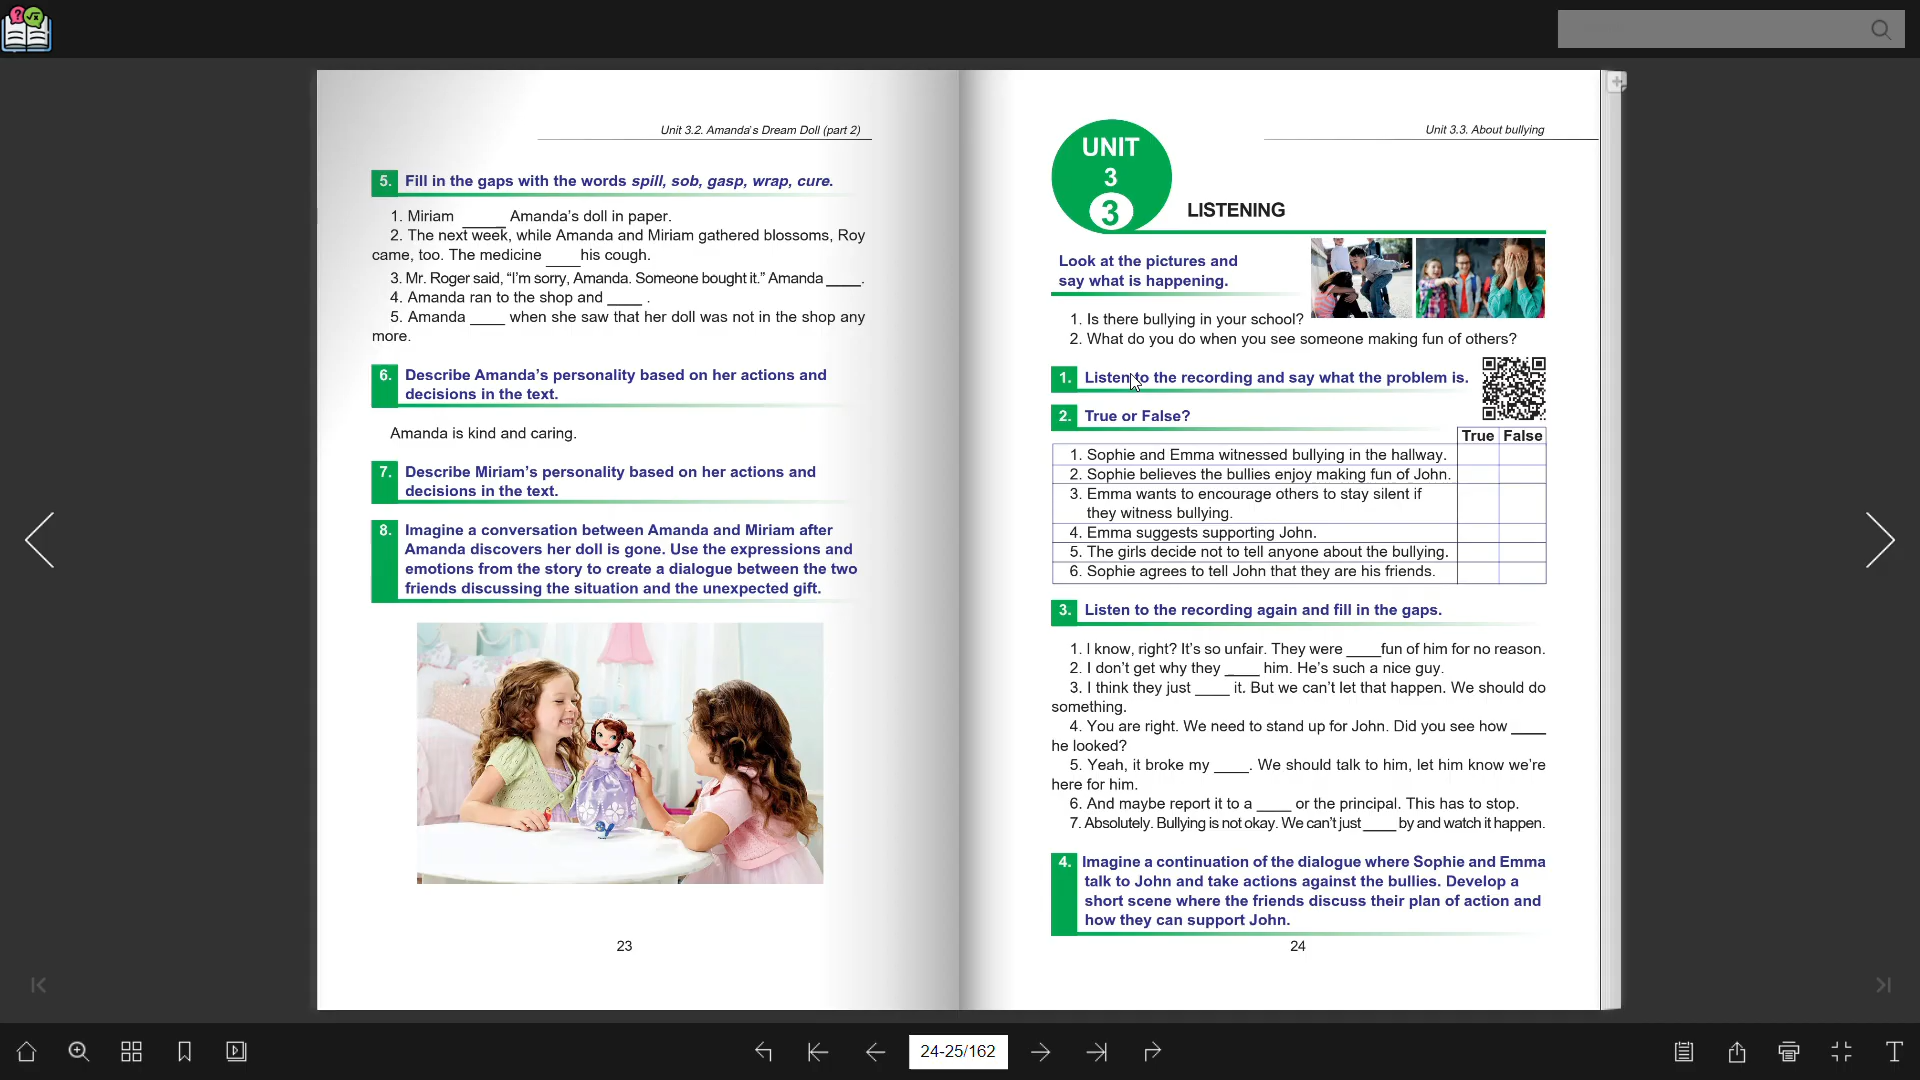 Unit 3.2. Amanda's Dream Doll (part 2)
5. Fill in the gaps with the words spill, sob, gasp, wrap, cure.
1. Miriam ______ Amanda’s doll in paper.
2. The next week, while Amanda and Miriam gathered blossoms, Roy
came, too. The medicine ____his cough.
3. Mr. Roger said, “I’m sorry, Amanda. Someone bought it.” Amanda ____.
4. Amanda ran to the shop and ____ .
5. Amanda ____ when she saw that her doll was not in the shop any
more.
6. Describe Amanda’s personality based on her actions and
decisions in the text.
Amanda is kind and caring.
7. Describe Miriam’s personality based on her actions and
decisions in the text.
8. Imagine a conversation between Amanda and Miriam after
Amanda discovers her doll is gone. Use the expressions and
emotions from the story to create a dialogue between the two
friends discussing the situation and the unexpected gift.
23
Unit 3.3. About bullying
UNIT
3
3
LISTENING
Look at the pictures and
say what is happening.
1. Is there bullying in your school?
2. What do you do when you see someone making fun of others?
1. Listen to the recording and say what the problem is.
2. True or False?
True False
1. Sophie and Emma witnessed bullying in the hallway.
2. Sophie believes the bullies enjoy making fun of John.
3. Emma wants to encourage others to stay silent if
they witness bullying.
4. Emma suggests supporting John.
5. The girls decide not to tell anyone about the bullying.
6. Sophie agrees to tell John that they are his friends.
3. Listen to the recording again and fill in the gaps.
1. I know, right? It’s so unfair. They were ____fun of him for no reason.
2. I don’t get why they ____ him. He’s such a nice guy.
3. I think they just ____ it. But we can’t let that happen. We should do
something.
4. You are right. We need to stand up for John. Did you see how ____
he looked?
5. Yeah, it broke my ____. We should talk to him, let him know we’re
here for him.
6. And maybe report it to a ____ or the principal. This has to stop.
7. Absolutely. Bullying is not okay. We can’t just ____ by and watch it happen.
4. Imagine a continuation of the dialogue where Sophie and Emma
talk to John and take actions against the bullies. Develop a
short scene where the friends discuss their plan of action and
how they can support John.
24
24-25/162